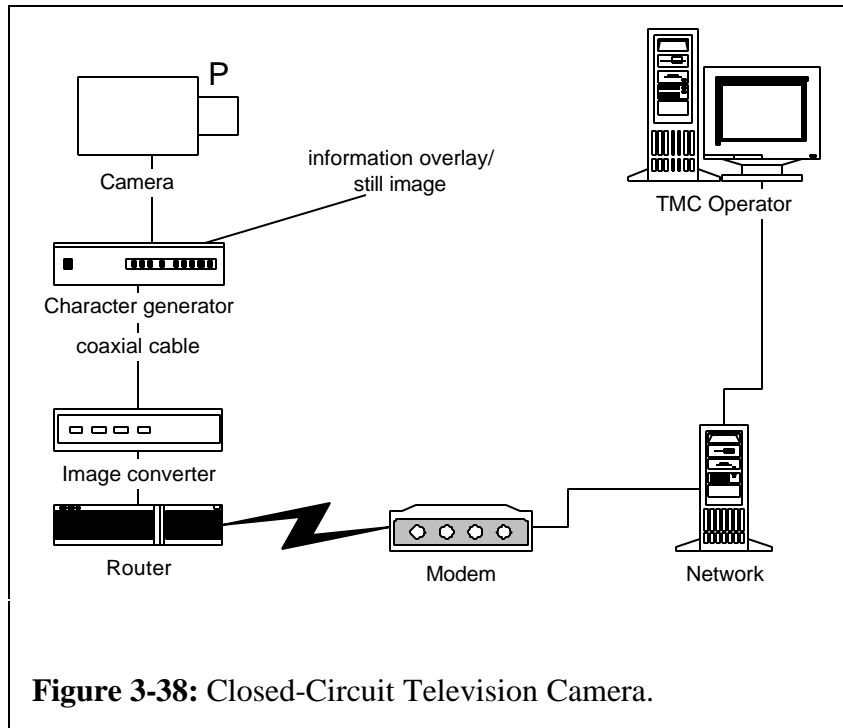 P
Camera
information overlay/
still image
TMC Operator
Character generator
coaxial cable
Image converter
Router
Modem
Network
Figure 3-38: Closed-Circuit Television Camera.